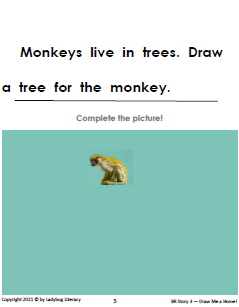 Monkeys live in trees. Draw
a tree for the monkey.
Complete the picture!
Copyright 2021 © by Ladybug Literacy
3
BR Story 3 — Draw Me a Home!